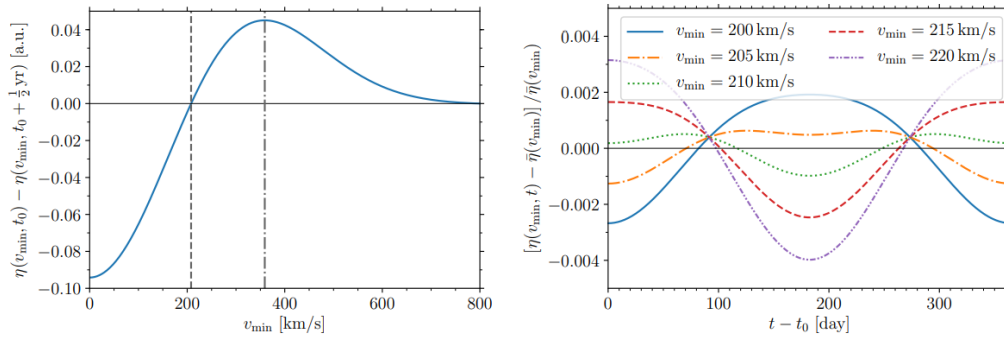 η(v_min, t_0) − η(v_min, t_0 + 1/2 yr) [a.u.]
0.04
0.02
0.00
−0.02
−0.04
−0.06
−0.08
−0.10
0 200 400 600 800
v_min [km/s]
[η(v_min, t) − η̄(v_min)] / η̄(v_min)
0.004
0.002
0.000
−0.002
−0.004
v_min = 200 km/s
v_min = 205 km/s
v_min = 210 km/s
v_min = 215 km/s
v_min = 220 km/s
0 100 200 300
t − t_0 [day]